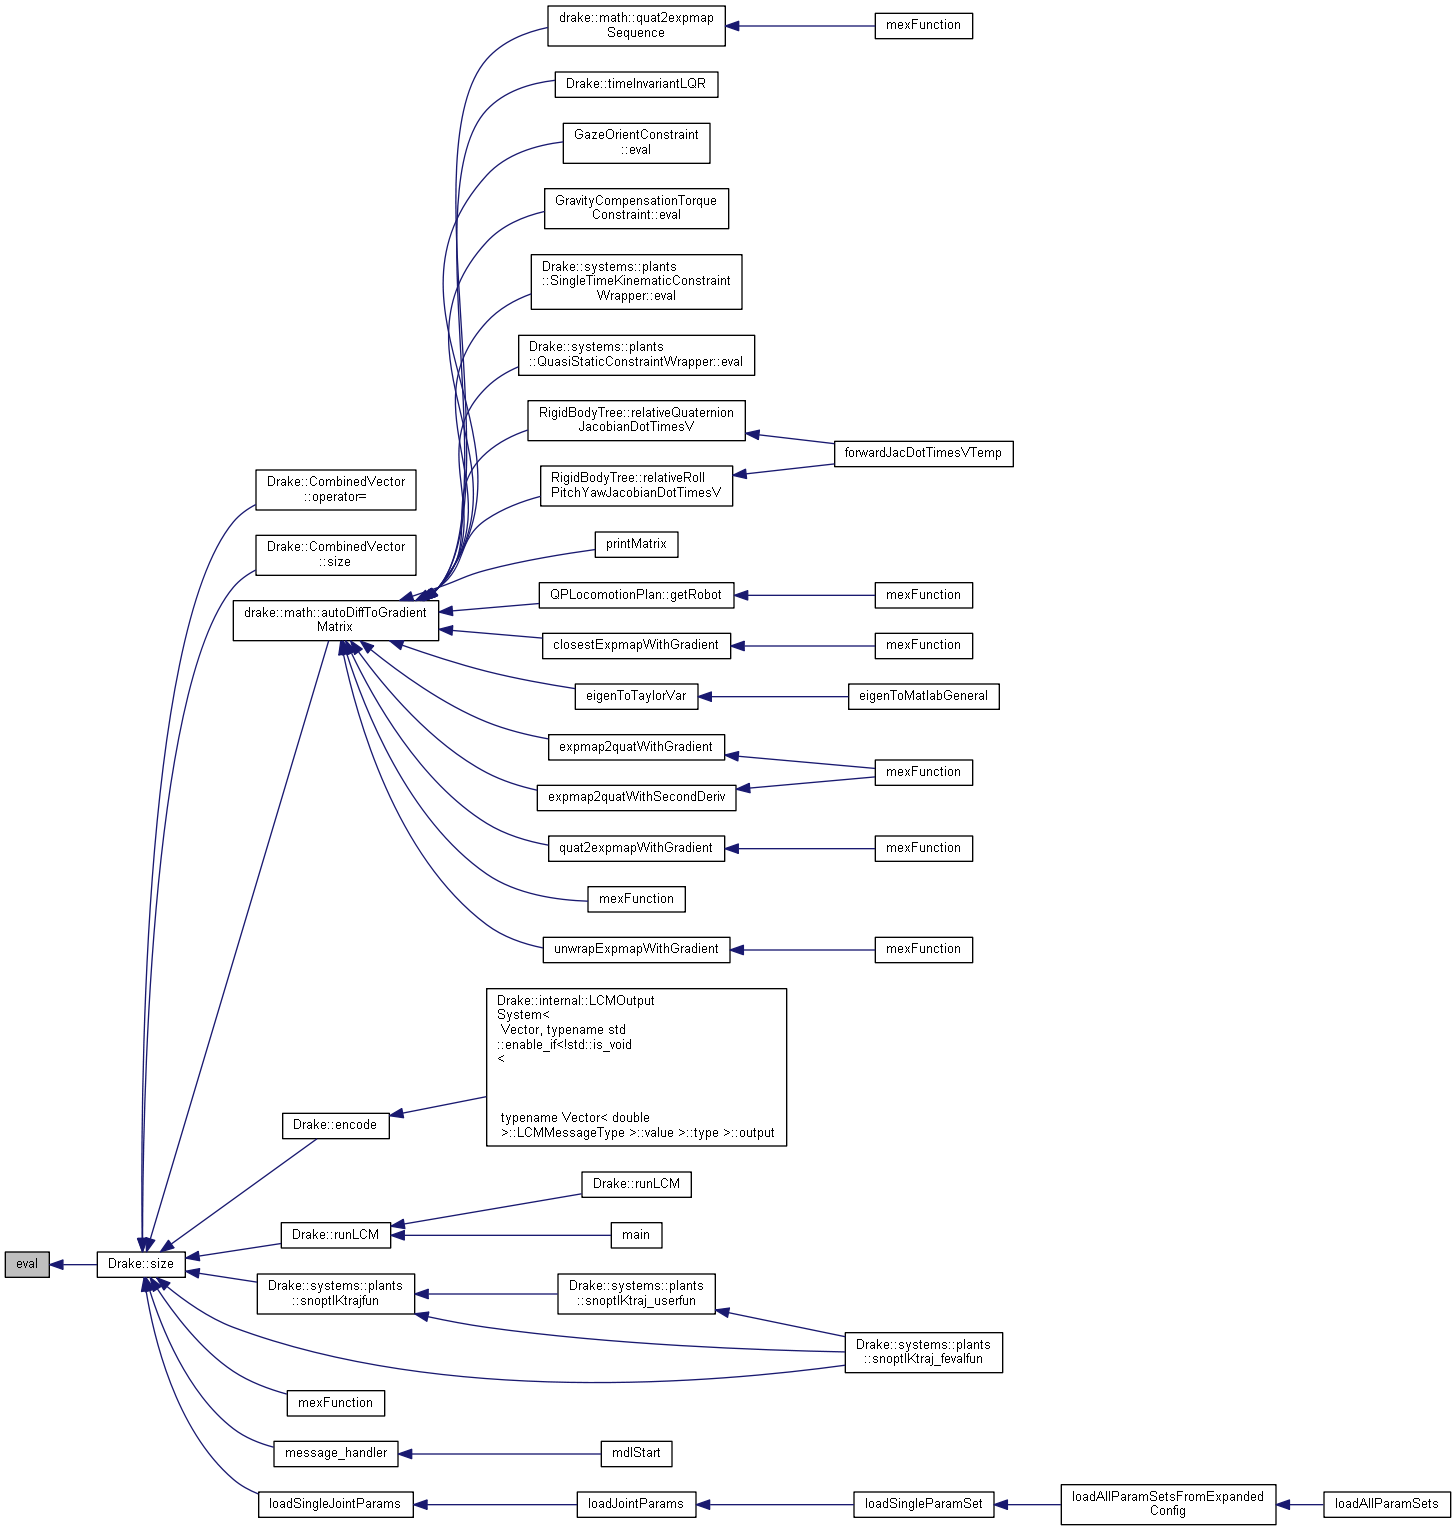 drake::math::quat2expmap
Sequence
mexFunction
Drake::timeInvariantLQR
GazeOrientConstraint
::eval
GravityCompensationTorque
Constraint::eval
Drake::systems::plants
::SingleTimeKinematicConstraint
Wrapper::eval
Drake::systems::plants
::QuasiStaticConstraintWrapper::eval
RigidBodyTree::relativeQuaternion
JacobianDotTimesV
forwardJacDotTimesVTemp
RigidBodyTree::relativeRoll
PitchYawJacobianDotTimesV
Drake::CombinedVector
::operator=
Drake::CombinedVector
::size
printMatrix
QPLocomotionPlan::getRobot
mexFunction
drake::math::autoDiffToGradient
Matrix
closestExpmapWithGradient
mexFunction
eigenToTaylorVar
eigenToMatlabGeneral
expmap2quatWithGradient
mexFunction
expmap2quatWithSecondDeriv
quat2expmapWithGradient
mexFunction
mexFunction
unwrapExpmapWithGradient
mexFunction
Drake::internal::LCMOutput
System<
Vector, typename std
::enable_if<!std::is_void
<
typename Vector< double
>::LCMMessageType >::value >::type >::output
Drake::encode
Drake::runLCM
Drake::runLCM
main
eval
Drake::size
Drake::systems::plants
::snoptIKtrajfun
Drake::systems::plants
::snoptIKtraj_userfun
Drake::systems::plants
::snoptIKtraj_fevalfun
mexFunction
message_handler
mdlStart
loadSingleJointParams
loadJointParams
loadSingleParamSet
loadAllParamSetsFromExpanded
Config
loadAllParamSets